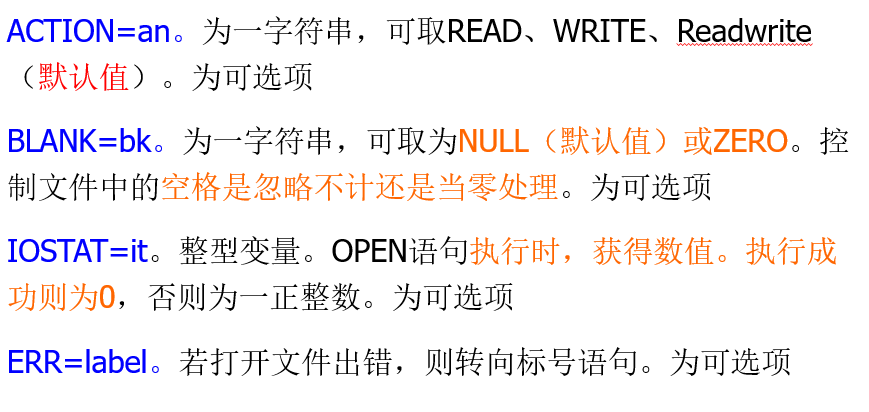 ACTION=an。为一字符串，可取READ、WRITE、Readwrite
（默认值）。为可选项
BLANK=bk。为一字符串，可取为NULL（默认值）或ZERO。控
制文件中的空格是忽略不计还是当零处理。为可选项
IOSTAT=it。整型变量。OPEN语句执行时，获得数值。执行成
功则为0，否则为一正整数。为可选项
ERR=label。若打开文件出错，则转向标号语句。为可选项